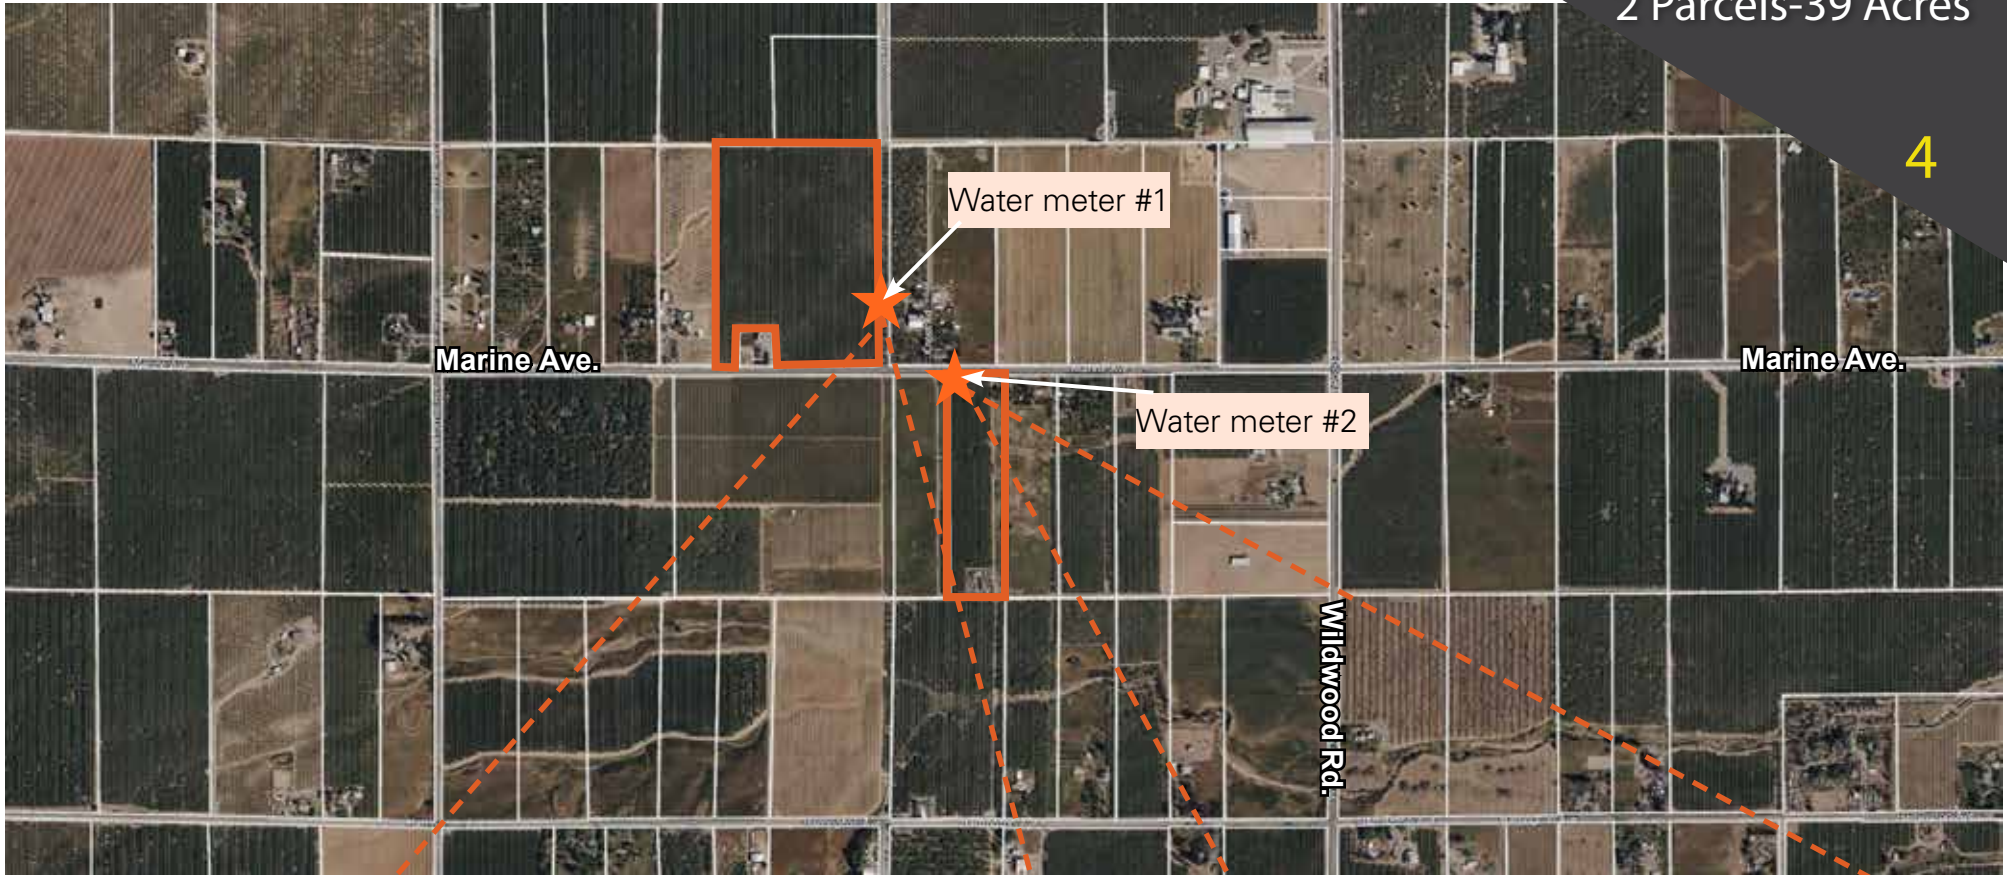 2 Parcels-39 Acres
4
Water meter #1
Marine Ave.
Marine Ave.
Water meter #2
Wildwood Rd.